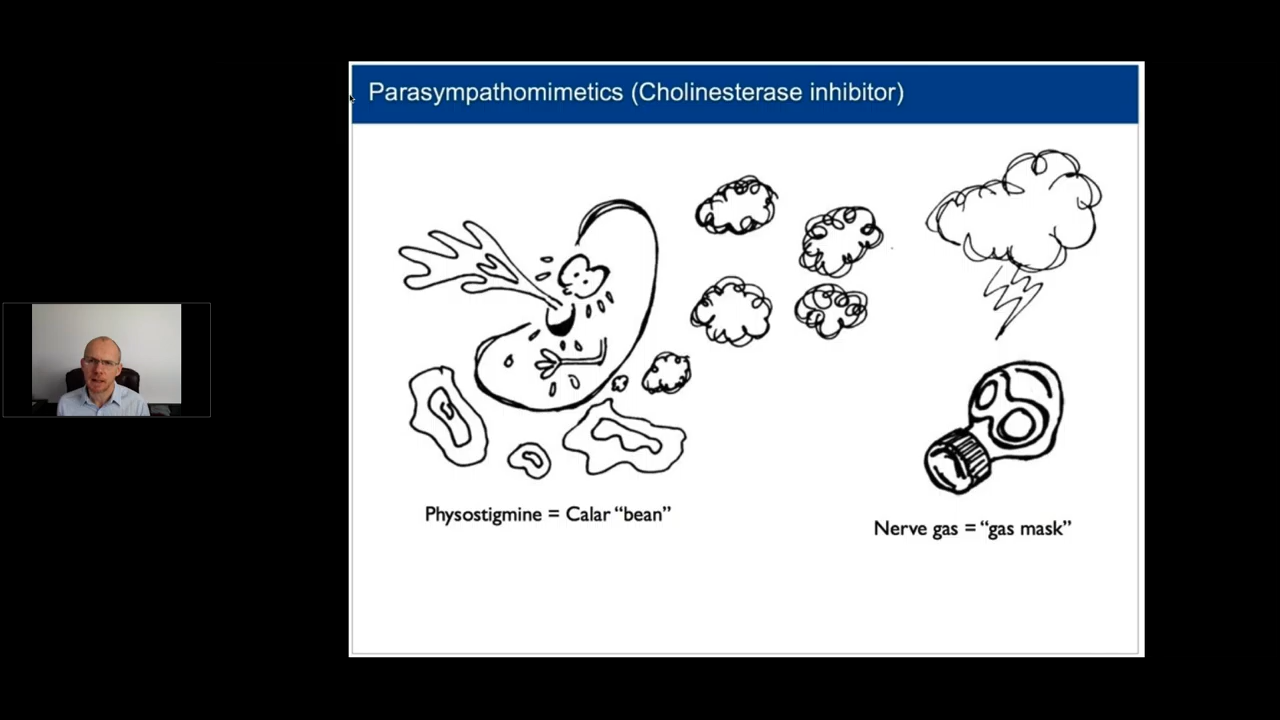 Parasympathomimetics (Cholinesterase inhibitor)
Physostigmine = Calar “bean”
Nerve gas = “gas mask”